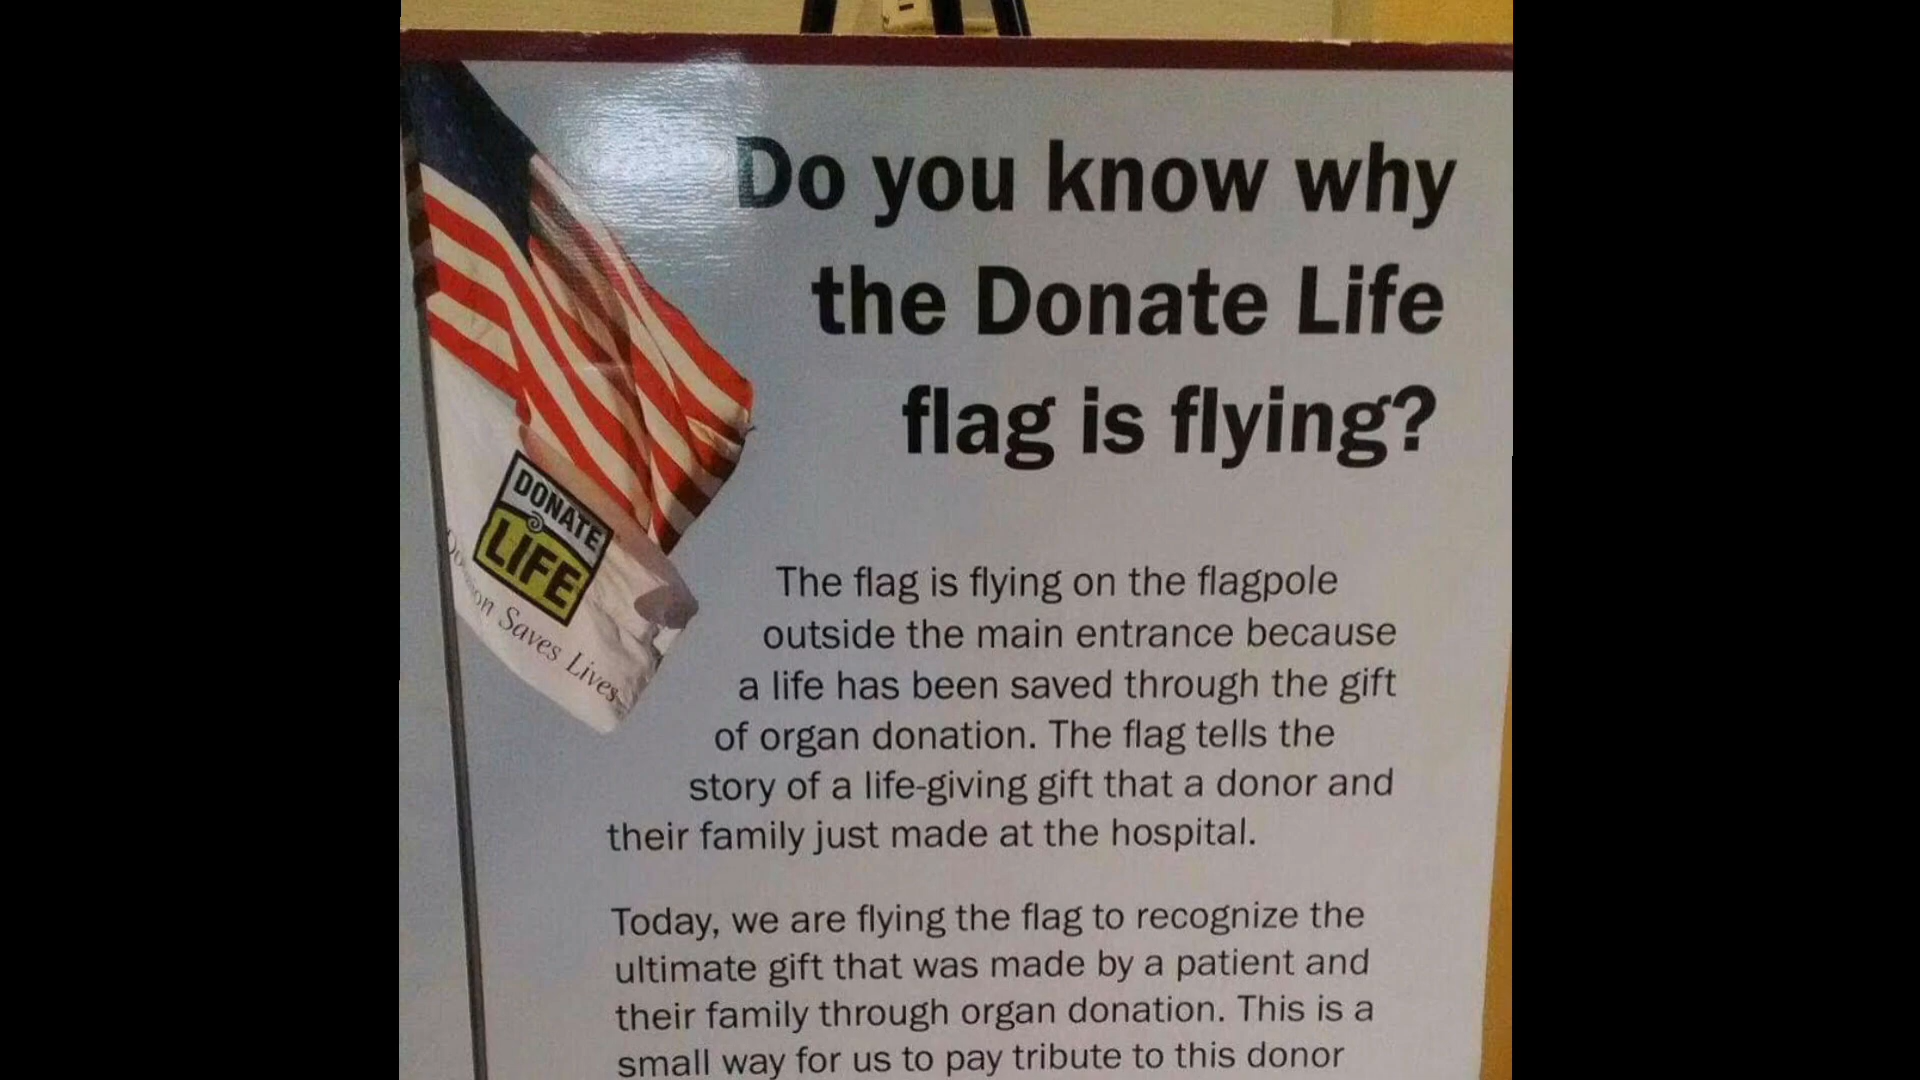 Do you know why
the Donate Life
flag is flying?
DONATE
LIFE
Saves Lives
The flag is flying on the flagpole
outside the main entrance because
a life has been saved through the gift
of organ donation. The flag tells the
story of a life-giving gift that a donor and
their family just made at the hospital.
Today, we are flying the flag to recognize the
ultimate gift that was made by a patient and
their family through organ donation. This is a
small way for us to pay tribute to this donor